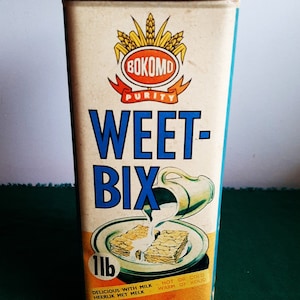 BOKOMO
PURITY
WEET-
BIX
1lb
DELICIOUS WITH MILK
HEERLIK MET MELK